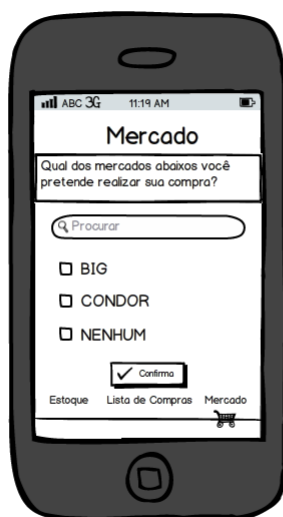 ABC 3G 11:19 AM
Mercado
Qual dos mercados abaixos você
pretende realizar sua compra?
Procurar
BIG
CONDOR
NENHUM
Confirma
Estoque Lista de Compras Mercado